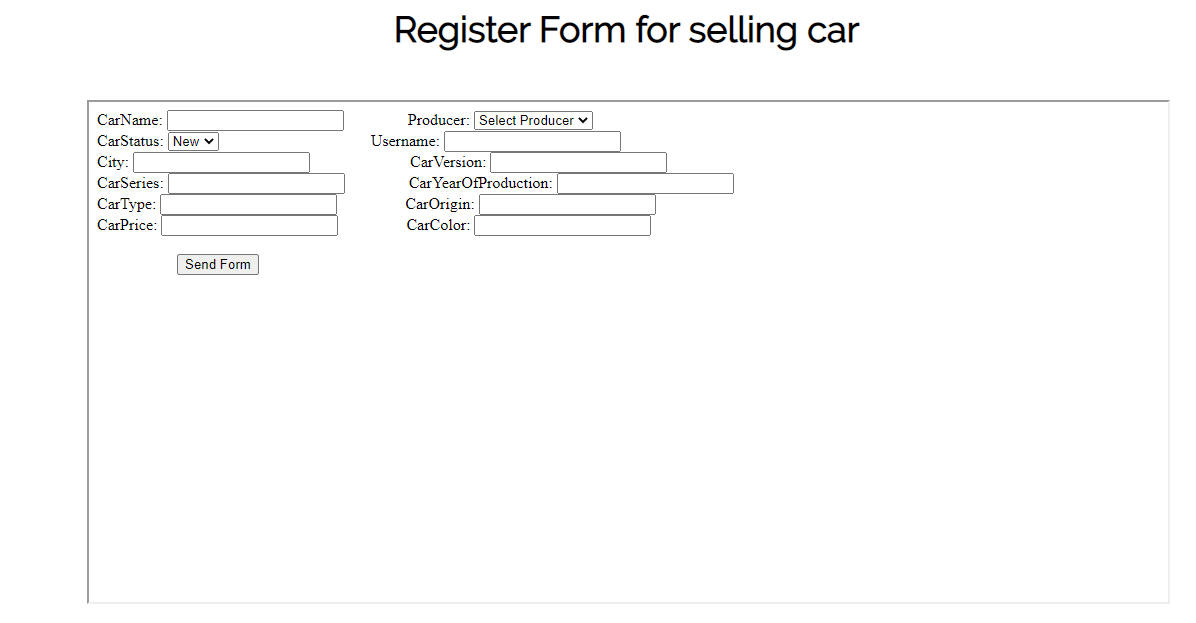 Register Form for selling car
CarName: Producer: Select Producer
CarStatus: New Username:
City: CarVersion:
CarSeries: CarYearOfProduction:
CarType: CarOrigin:
CarPrice: CarColor:
Send Form